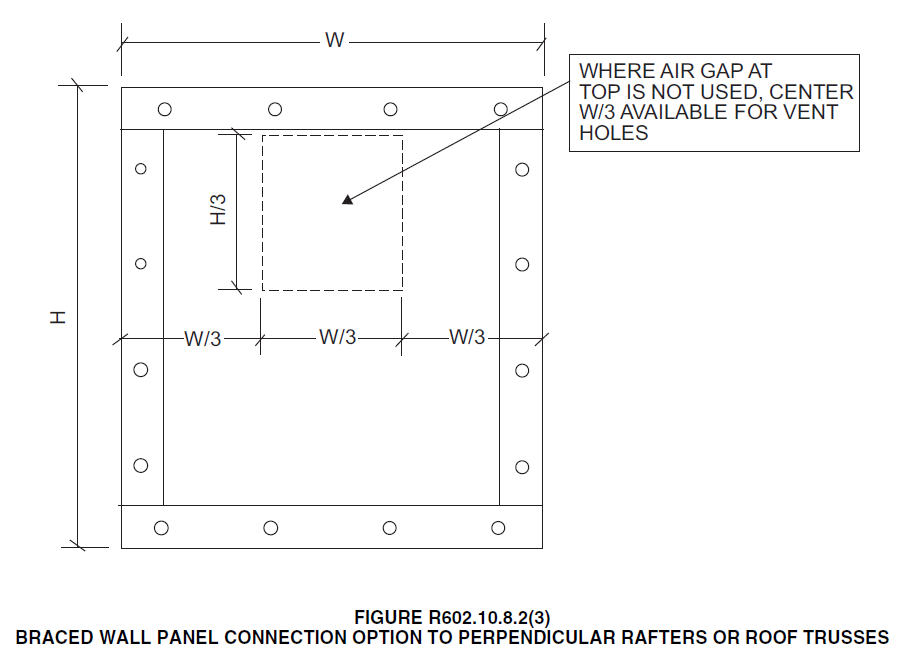 W
WHERE AIR GAP AT
TOP IS NOT USED, CENTER
W/3 AVAILABLE FOR VENT
HOLES
H/3
H
W/3
W/3
W/3
FIGURE R602.10.8.2(3)
BRACED WALL PANEL CONNECTION OPTION TO PERPENDICULAR RAFTERS OR ROOF TRUSSES